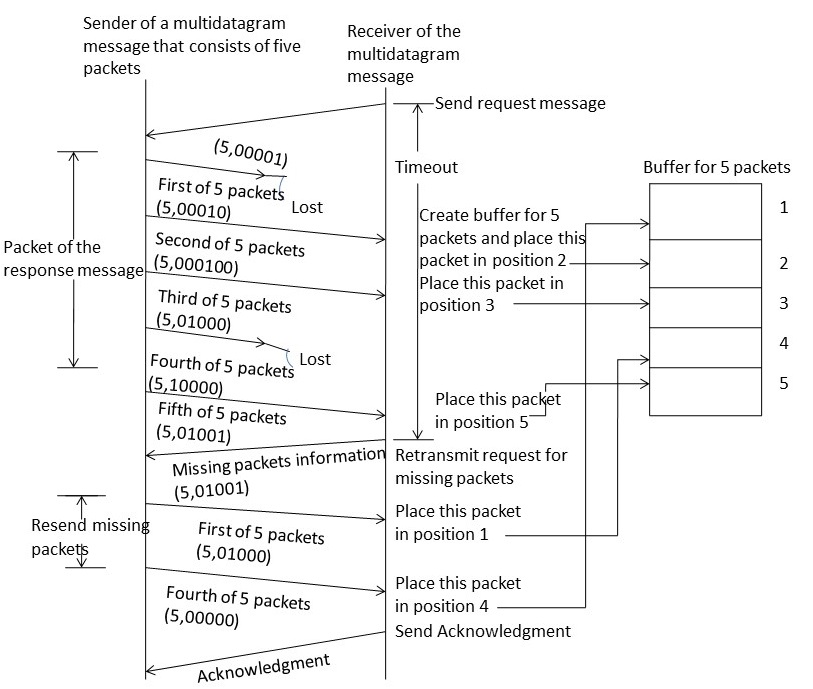 Sender of a multidatagram
message that consists of five
packets
Receiver of the
multidatagram
message
Send request message
(5,00001)
Timeout
Buffer for 5 packets
First of 5 packets
(5,00010)
Lost
1
Create buffer for 5
packets and place this
packet in position 2
Second of 5 packets
(5,000100)
Packet of the
response message
2
Place this packet in
position 3
3
Third of 5 packets
(5,01000)
4
Lost
Fourth of 5 packets
(5,10000)
5
Place this packet
in position 5
Fifth of 5 packets
(5,01001)
Missing packets information
(5,01001)
Retransmit request for
missing packets
Resend missing
packets
Place this packet
in position 1
First of 5 packets
(5,01000)
Place this packet
in position 4
Fourth of 5 packets
(5,00000)
Send Acknowledgment
Acknowledgment